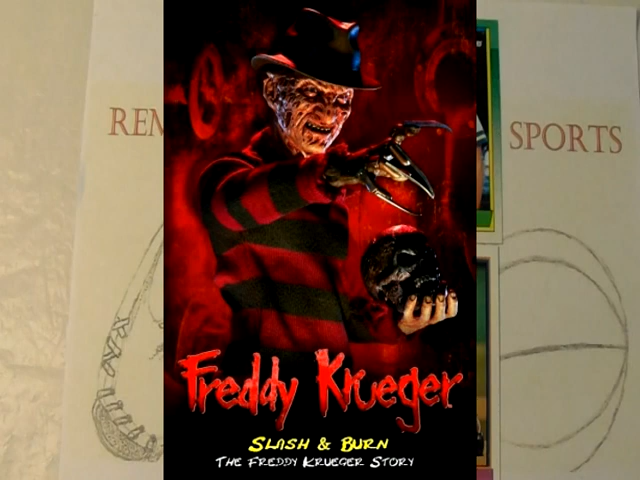 REM
SPORTS
Freddy Krueger
Slash & Burn
The Freddy Krueger Story